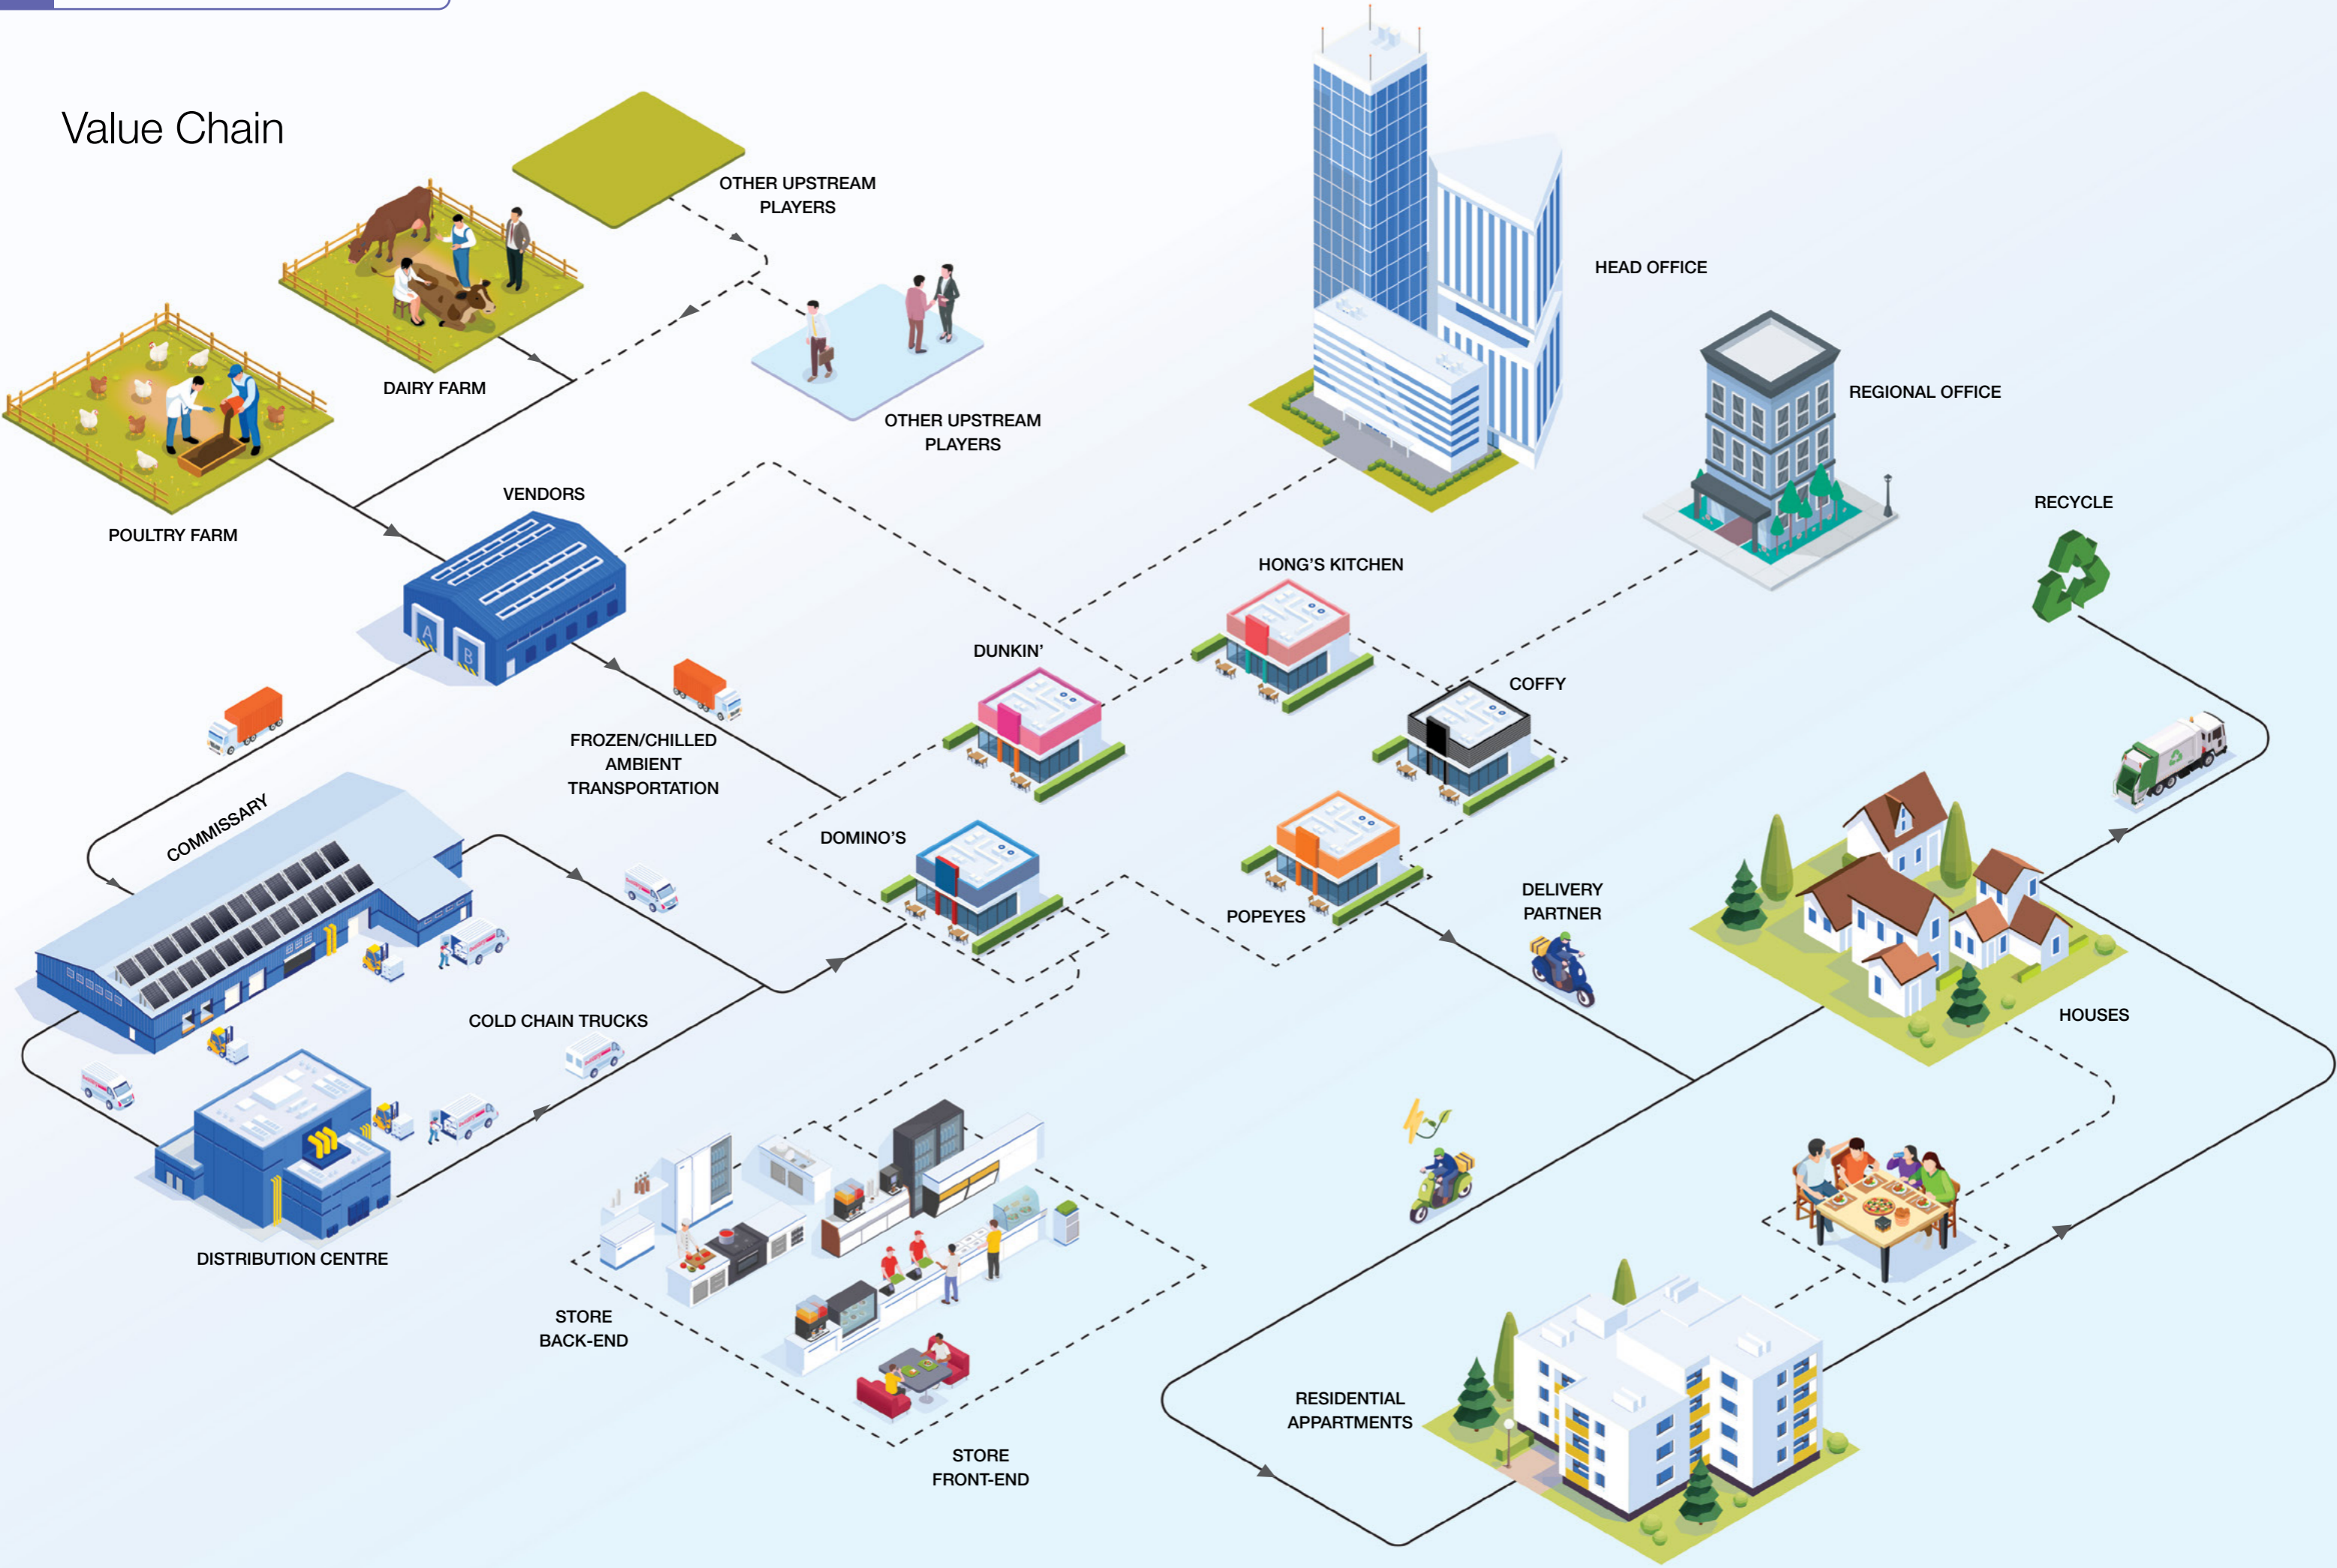 Value Chain
OTHER UPSTREAM
PLAYERS
HEAD OFFICE
DAIRY FARM
REGIONAL OFFICE
OTHER UPSTREAM
PLAYERS
VENDORS
RECYCLE
POULTRY FARM
HONG'S KITCHEN
A
B
DUNKIN'
COFFY
FROZEN/CHILLED
AMBIENT
TRANSPORTATION
COMMISSARY
DOMINO'S
DELIVERY
PARTNER
POPEYES
COLD CHAIN TRUCKS
HOUSES
DISTRIBUTION CENTRE
STORE
BACK-END
RESIDENTIAL
APPARTMENTS
STORE
FRONT-END